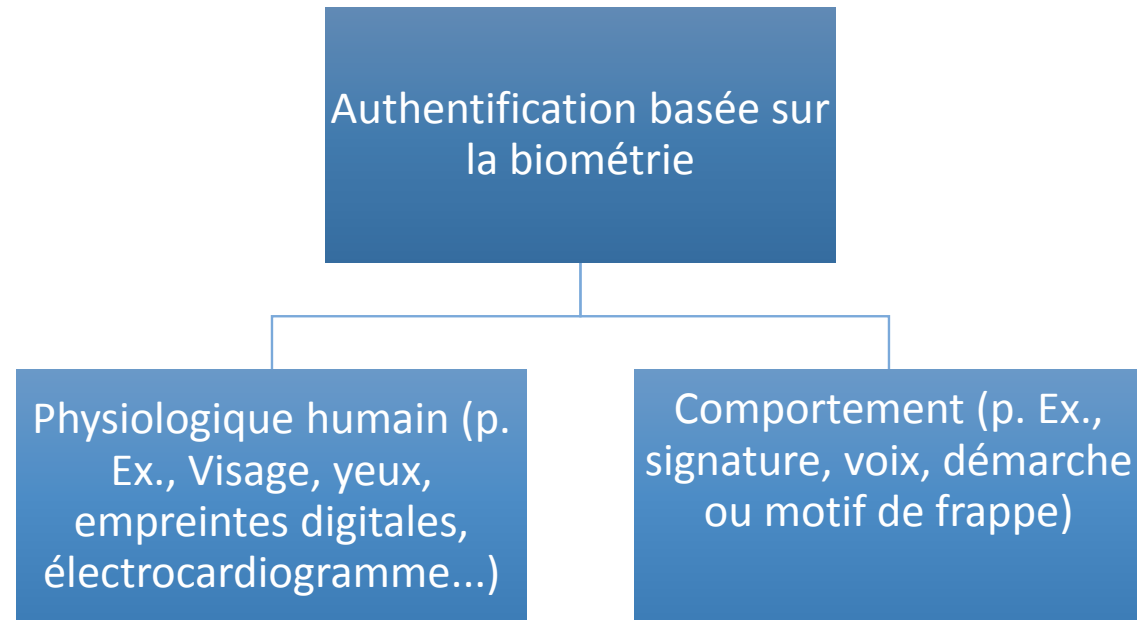 Authentification basée sur
la biométrie
Physiologique humain (p.
Ex., Visage, yeux,
empreintes digitales,
électrocardiogramme...)
Comportement (p. Ex.,
signature, voix, démarche
ou motif de frappe)